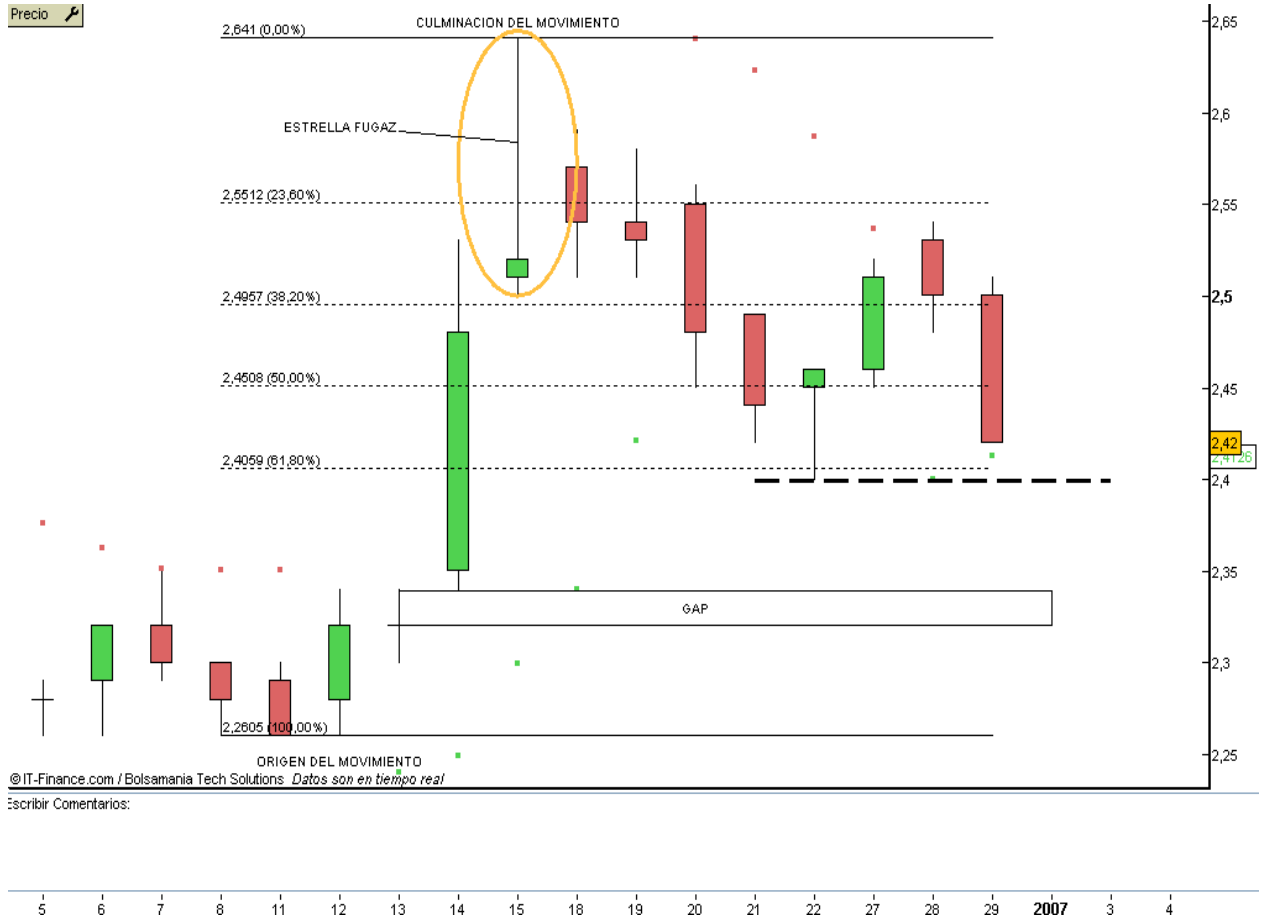 Precio
CULMINACION DEL MOVIMIENTO
2,641 (0,00%)
ESTRELLA FUGAZ
2,5512 (23,60%)
2,4957 (38,20%)
2,4508 (50,00%)
2,4059 (61,80%)
GAP
2,2605 (100,00%)
ORIGEN DEL MOVIMIENTO
©IT-Finance.com / Bolsamania Tech Solutions Datos son en tiempo real
2,65
2,6
2,55
2,5
2,45
2,42
2,4126
2,4
2,35
2,3
2,25
Escribir Comentarios:
5 6 7 8 11 12 13 14 15 18 19 20 21 22 27 28 29 2007 3 4